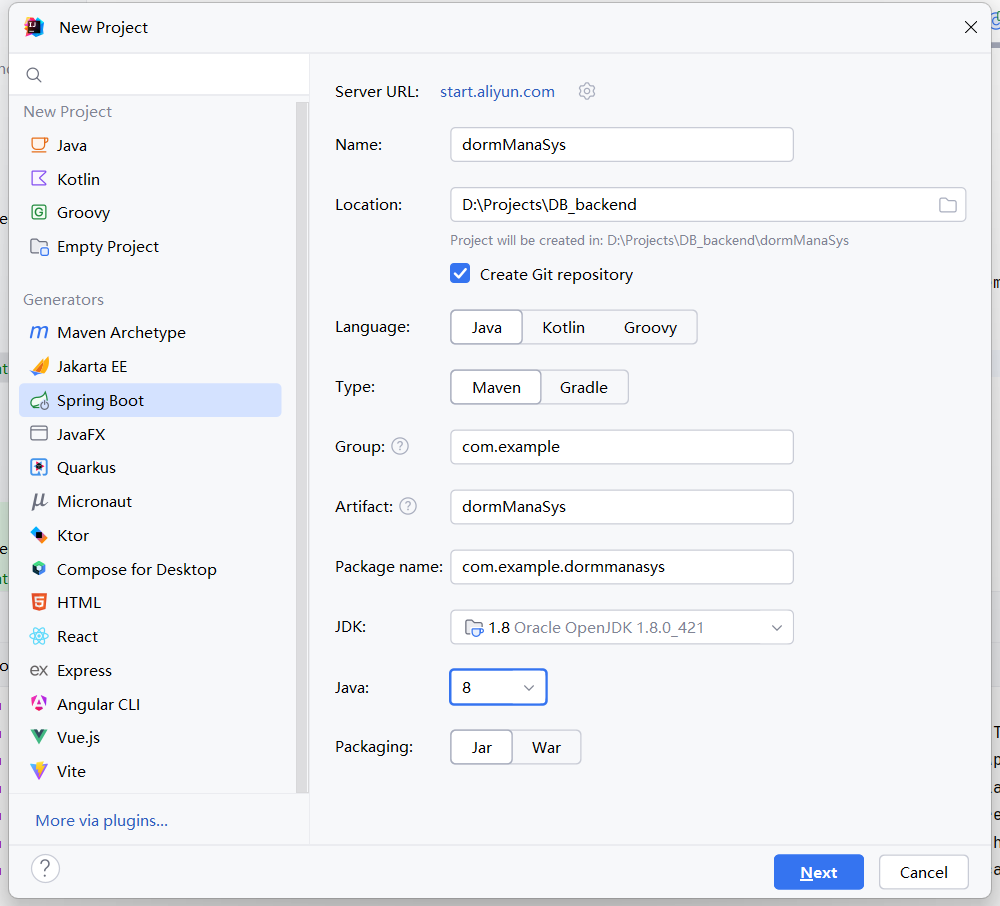 New Project
New Project
Java
Kotlin
Groovy
Empty Project
Generators
Maven Archetype
Jakarta EE
Spring Boot
JavaFX
Quarkus
Micronaut
Ktor
Compose for Desktop
HTML
React
Express
Angular CLI
Vue.js
Vite
More via plugins...
Server URL: start.aliyun.com
Name: dormManaSys
Location: D:\Projects\DB_backend
Project will be created in: D:\Projects\DB_backend\dormManaSys
Create Git repository
Language: Java Kotlin Groovy
Type: Maven Gradle
Group: ? com.example
Artifact: ? dormManaSys
Package name: com.example.dormmanasys
JDK: 1.8 Oracle OpenJDK 1.8.0_421
Java: 8
Packaging: Jar War
? Next Cancel